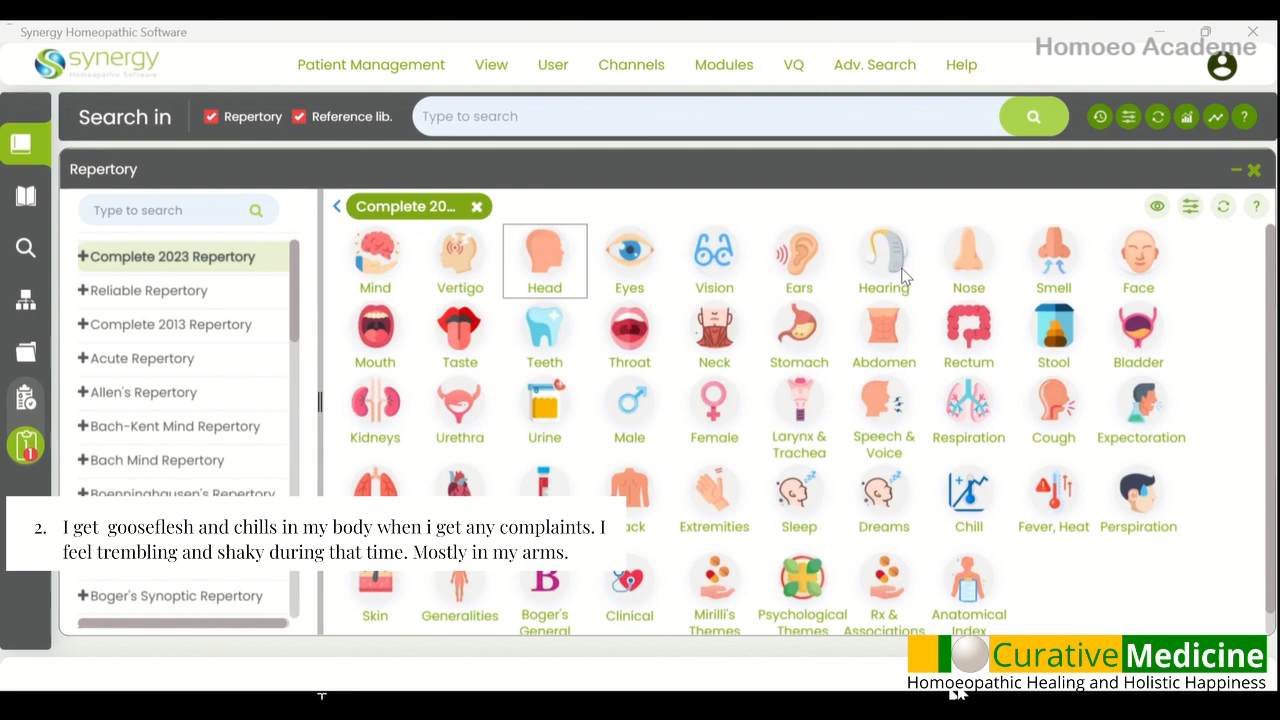 Synergy Homeopathic Software
Homoeo Academe
synergy
Homeopathic Software
Patient Management View User Channels Modules VQ Adv. Search Help
Search in Repertory Reference lib. Type to search
Repertory
Type to search Complete 20...
Complete 2023 Repertory
Reliable Repertory
Complete 2013 Repertory
Acute Repertory
Allen's Repertory
Bach-Kent Mind Repertory
Bach Mind Repertory
Boenninghausen's Repertory
Boger's Synoptic Repertory
Mind Vertigo Head Eyes Vision Ears Hearing Nose Smell Face
Mouth Taste Teeth Throat Neck Stomach Abdomen Rectum Stool Bladder
Kidneys Urethra Urine Male Female Larynx & Trachea Speech & Voice Respiration Cough Expectoration
Extremities Sleep Dreams Chill Fever, Heat Perspiration
2. I get gooseflesh and chills in my body when i get any complaints. I
feel trembling and shaky during that time. Mostly in my arms.
B
Skin Generalities Boger's General Clinical Mirilli's Themes Psychological Themes Rx & Associations Anatomical Index
1
Curative Medicine
Homoeopathic Healing and Holistic Happiness